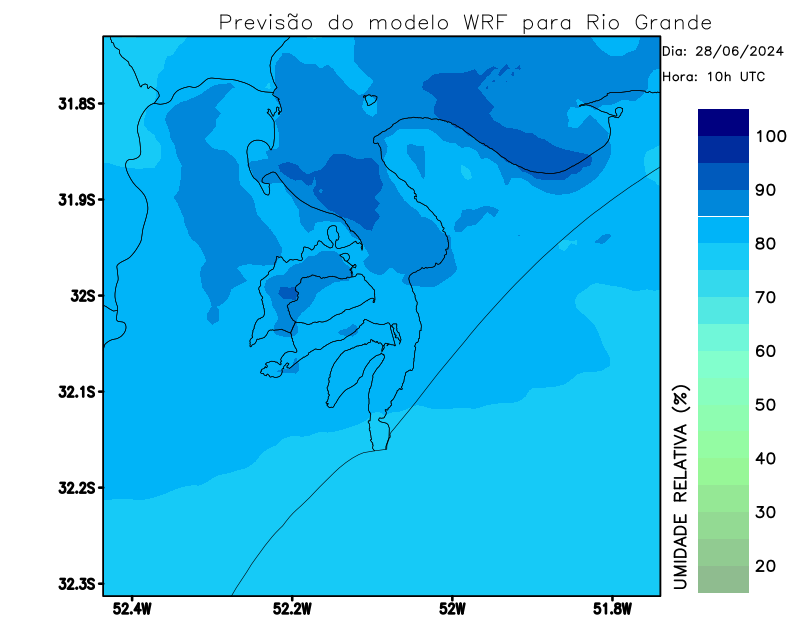 Previsão do modelo WRF para Rio Grande
Dia: 28/06/2024
Hora: 10h UTC
31.8S
31.9S
32S
32.1S
32.2S
32.3S
52.4W
52.2W
52W
51.8W
UMIDADE RELATIVA (%)
100
90
80
70
60
50
40
30
20